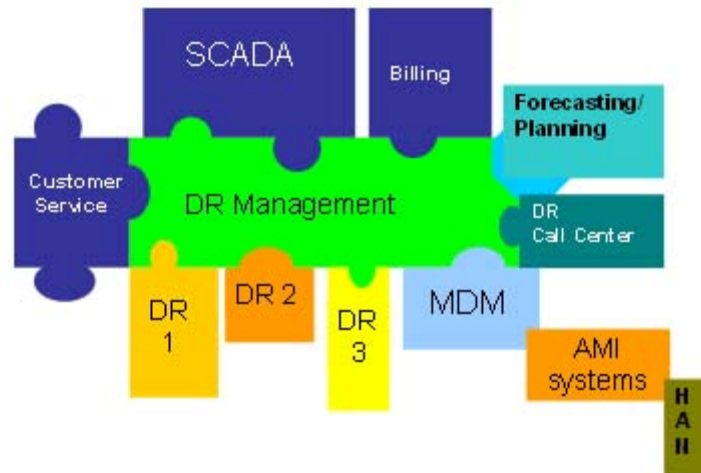 SCADA
Billing
Forecasting/
Planning
Customer
Service
DR Management
DR
Call Center
DR
1
DR 2
DR
3
MDM
AMI
systems
H
A
N